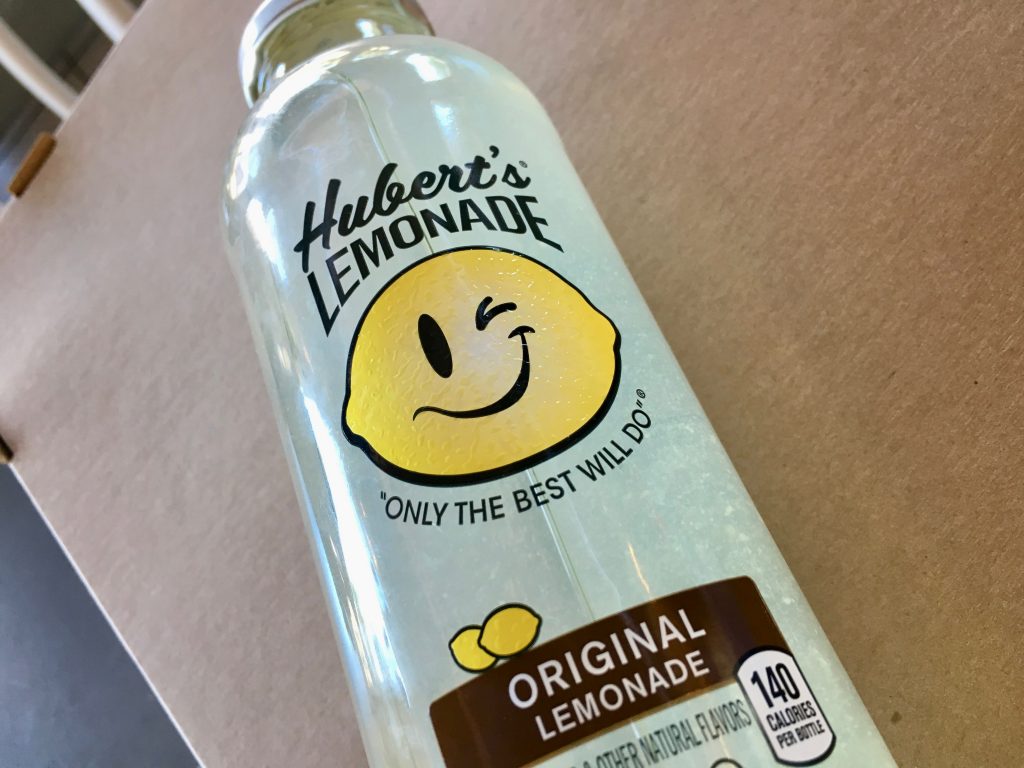 Hubert's®
LEMONADE
"ONLY THE BEST WILL DO"®
ORIGINAL
LEMONADE
& OTHER NATURAL FLAVORS
140
CALORIES
PER BOTTLE